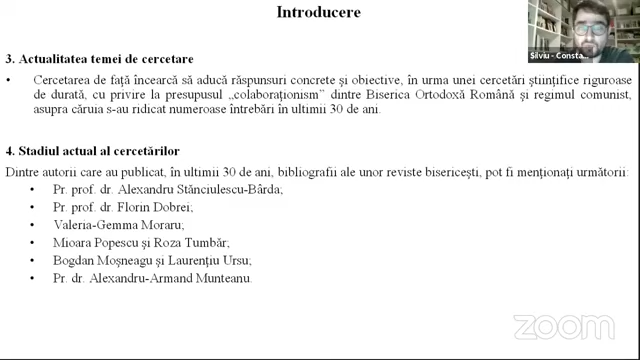 Introducere
Silviu - Consta...
3. Actualitatea temei de cercetare
• Cercetarea de față încearcă să aducă răspunsuri concrete și obiective, în urma unei cercetări științifice riguroase
de durată, cu privire la presupusul „colaboraționism” dintre Biserica Ortodoxă Română și regimul comunist,
asupra căruia s-au ridicat numeroase întrebări în ultimii 30 de ani.
4. Stadiul actual al cercetărilor
Dintre autorii care au publicat, în ultimii 30 de ani, bibliografii ale unor reviste bisericești, pot fi menționați următorii:
• Pr. prof. dr. Alexandru Stănciulescu-Bârda;
• Pr. prof. dr. Florin Dobrei;
• Valeria-Gemma Moraru;
• Mioara Popescu și Roza Tumbăr;
• Bogdan Moșneagu și Laurențiu Ursu;
• Pr. dr. Alexandru-Armand Munteanu.
zoom